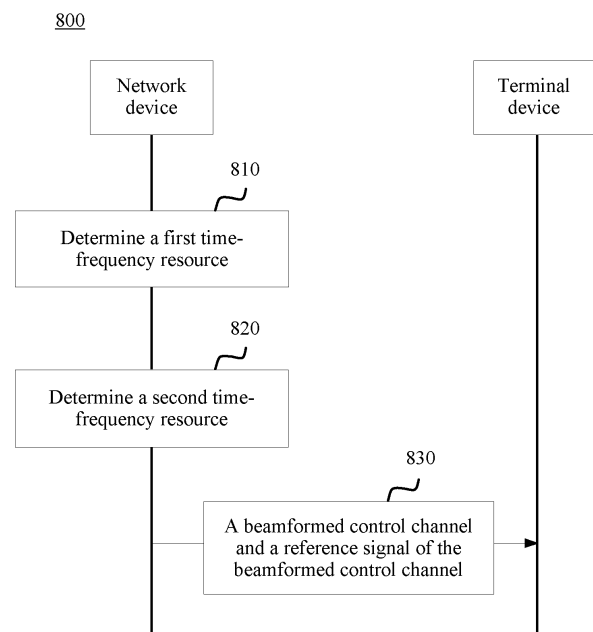 800
Network
device
Terminal
device
810
Determine a first time-
frequency resource
820
Determine a second time-
frequency resource
830
A beamformed control channel
and a reference signal of the
beamformed control channel